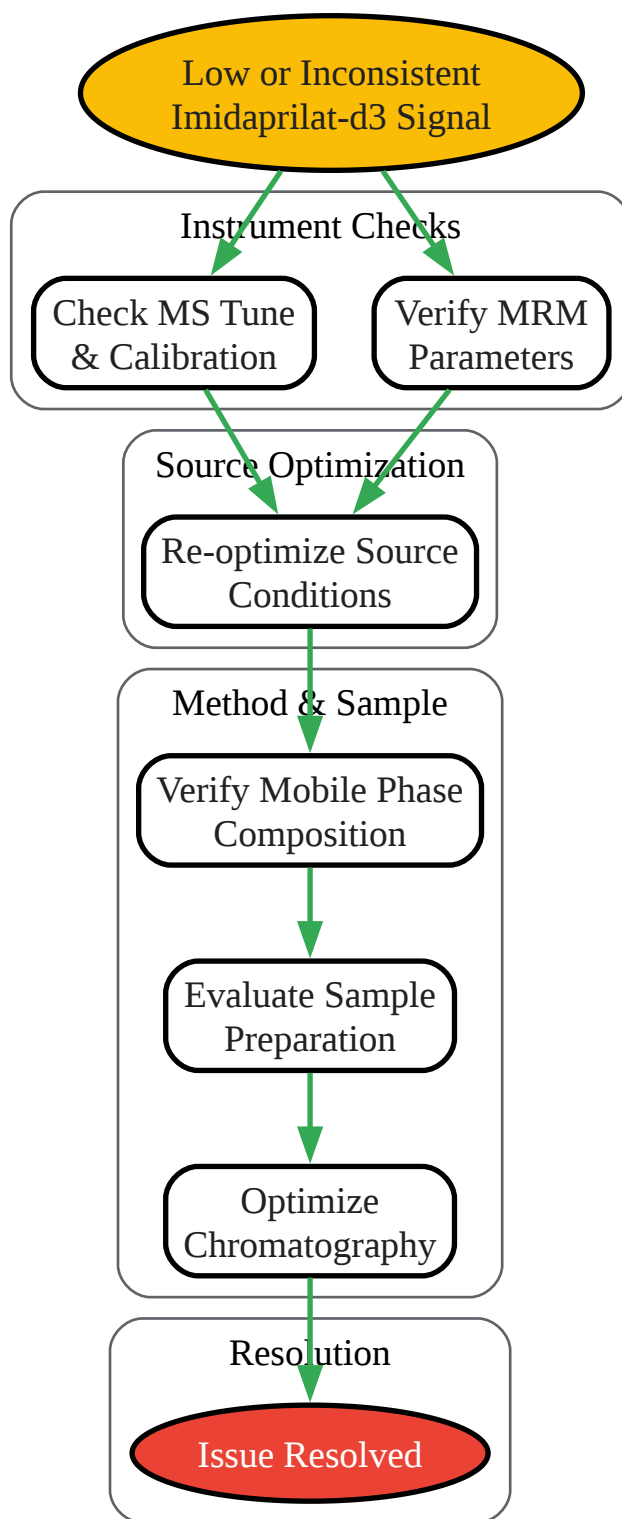 Low or Inconsistent
Imidaprilat-d3 Signal
Instrument Checks
Check MS Tune
& Calibration
Verify MRM
Parameters
Source Optimization
Re-optimize Source
Conditions
Method & Sample
Verify Mobile Phase
Composition
Evaluate Sample
Preparation
Optimize
Chromatography
Resolution
Issue Resolved